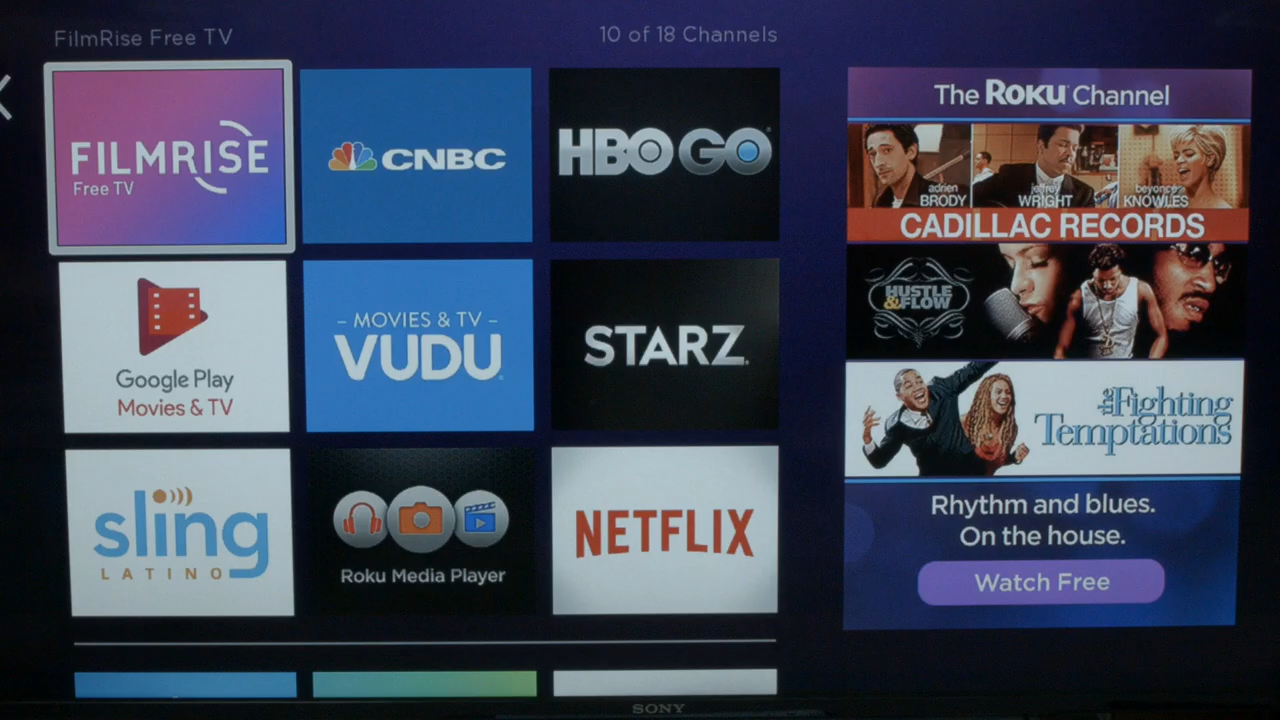 FilmRise Free TV
10 of 18 Channels
FILMRISE
Free TV
CNBC
HBO GO
Google Play
Movies & TV
– MOVIES & TV –
VUDU
STARZ
sling
LATINO
Roku Media Player
NETFLIX
The ROKU Channel
adrien
BRODY
jeffrey
WRIGHT
beyoncé
KNOWLES
CADILLAC RECORDS
HUSTLE
& FLOW
the Fighting
Temptations
Rhythm and blues.
On the house.
Watch Free
SONY